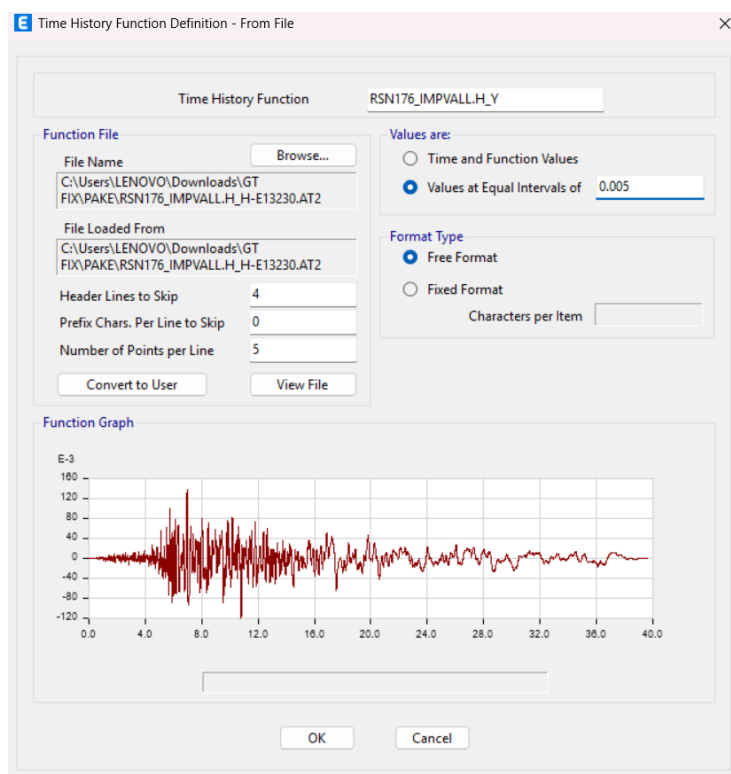 E Time History Function Definition - From File
Time History Function RSN176_IMPVALL.H_Y
Function File
File Name
Browse...
C:\Users\LENOVO\Downloads\GT
FIX\PAKE\RSN176_IMPVALL.H_H-E13230.AT2
File Loaded From
C:\Users\LENOVO\Downloads\GT
FIX\PAKE\RSN176_IMPVALL.H_H-E13230.AT2
Header Lines to Skip 4
Prefix Chars. Per Line to Skip 0
Number of Points per Line 5
Convert to User View File
Values are:
Time and Function Values
Values at Equal Intervals of 0.005
Format Type
Free Format
Fixed Format
Characters per Item
Function Graph
E-3
160
120
80
40
0
-40
-80
-120
0.0 4.0 8.0 12.0 16.0 20.0 24.0 28.0 32.0 36.0 40.0
OK Cancel